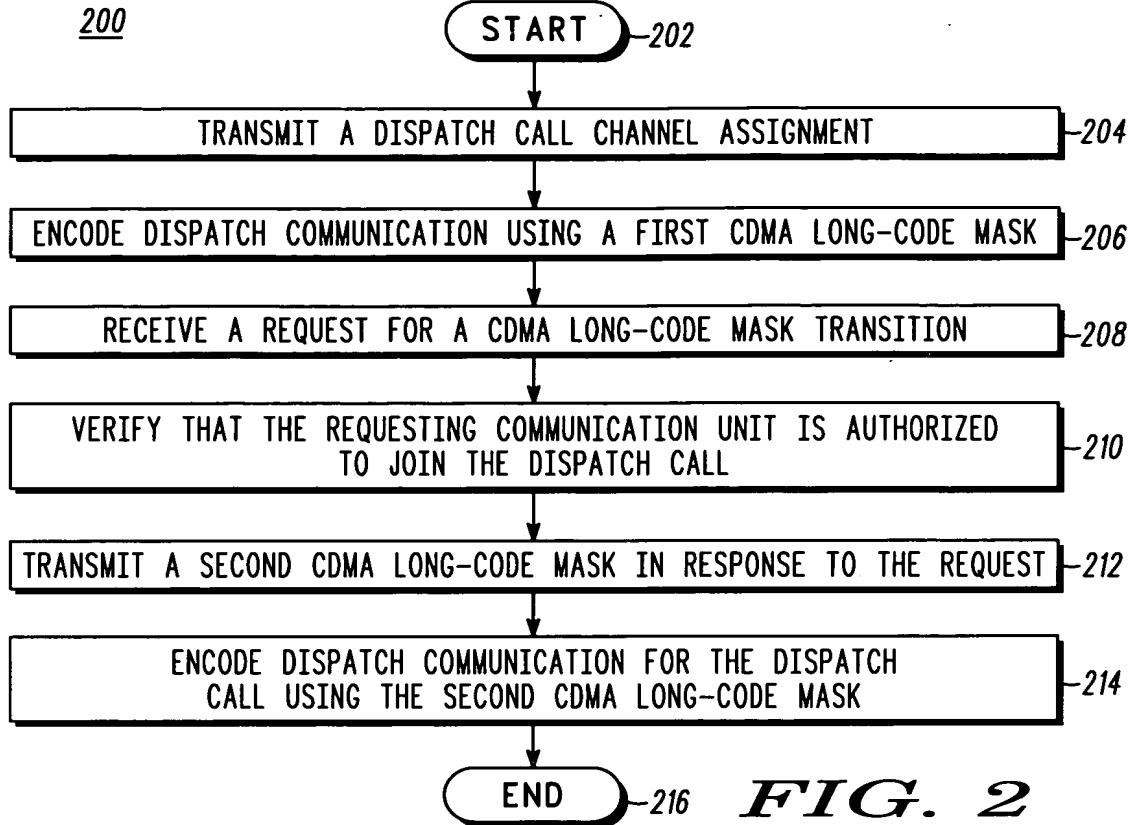 200
START 202
TRANSMIT A DISPATCH CALL CHANNEL ASSIGNMENT 204
ENCODE DISPATCH COMMUNICATION USING A FIRST CDMA LONG-CODE MASK 206
RECEIVE A REQUEST FOR A CDMA LONG-CODE MASK TRANSITION 208
VERIFY THAT THE REQUESTING COMMUNICATION UNIT IS AUTHORIZED
TO JOIN THE DISPATCH CALL 210
TRANSMIT A SECOND CDMA LONG-CODE MASK IN RESPONSE TO THE REQUEST 212
ENCODE DISPATCH COMMUNICATION FOR THE DISPATCH
CALL USING THE SECOND CDMA LONG-CODE MASK 214
END 216
FIG. 2